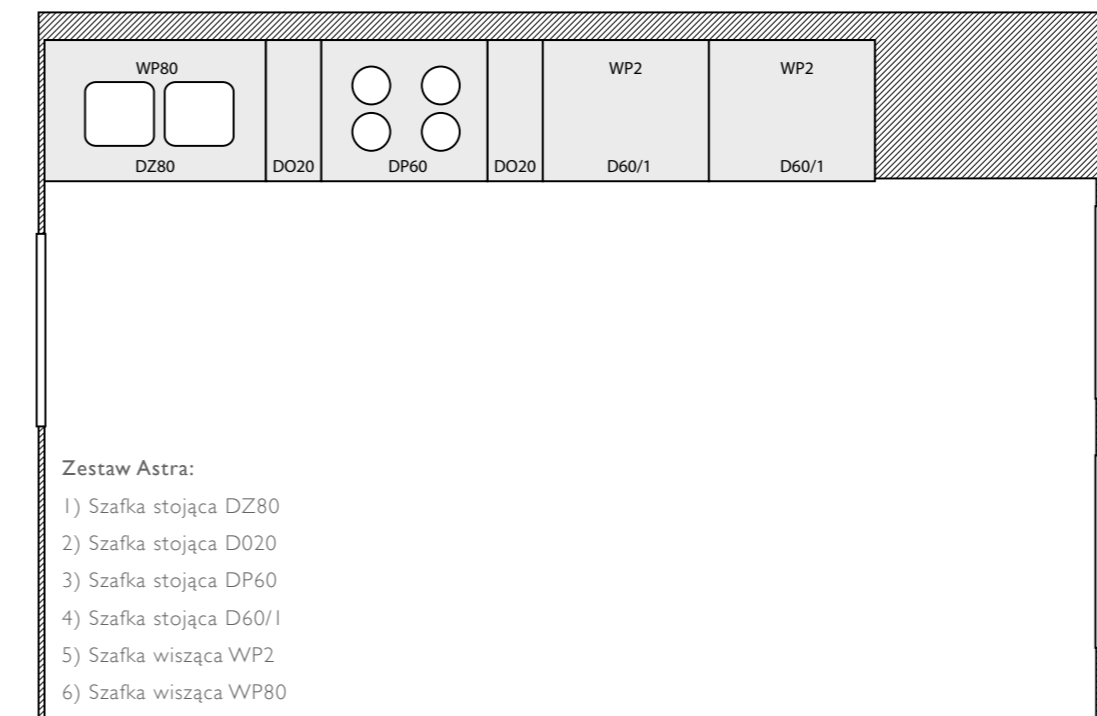 WP80
WP2
WP2
DZ80
DO20
DP60
DO20
D60/1
D60/1
Zestaw Astra:
1) Szafka stojąca DZ80
2) Szafka stojąca D020
3) Szafka stojąca DP60
4) Szafka stojąca D60/1
5) Szafka wisząca WP2
6) Szafka wisząca WP80